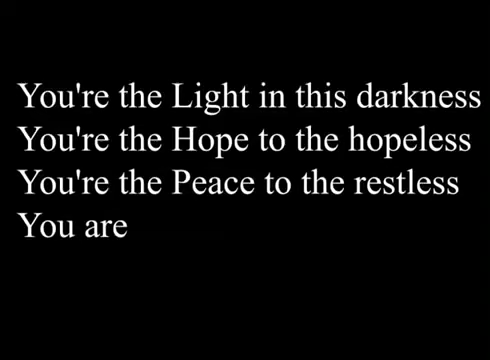 You're the Light in this darkness
You're the Hope to the hopeless
You're the Peace to the restless
You are